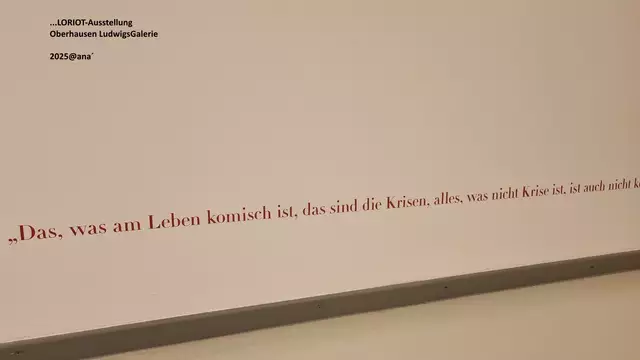 ...LORIOT-Ausstellung
Oberhausen LudwigsGalerie
2025@ana´
„Das, was am Leben komisch ist, das sind die Krisen, alles, was nicht Krise ist, ist auch nicht